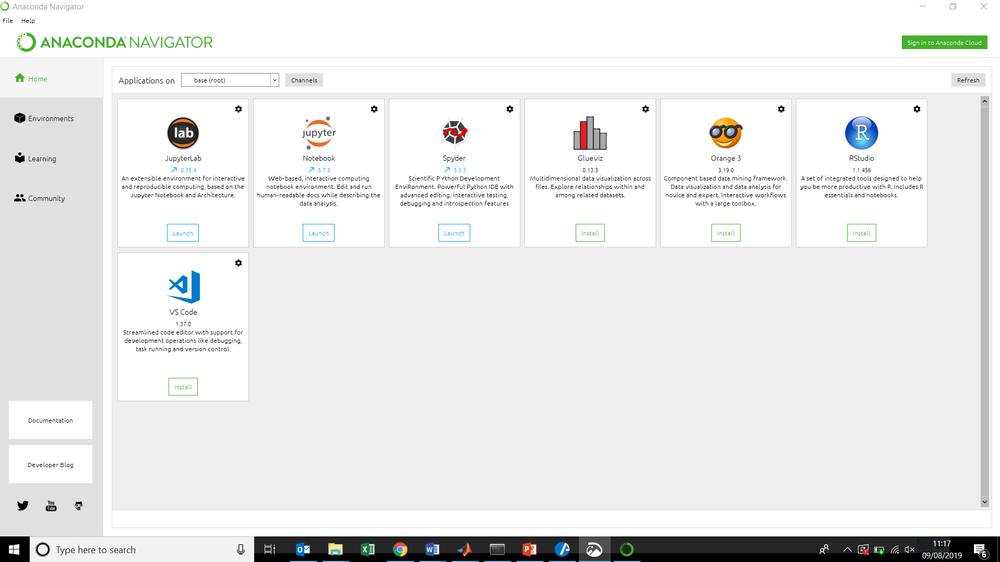 Anaconda Navigator
File Help
ANACONDA NAVIGATOR
Sign in to Anaconda Cloud
Home
Environments
Learning
Community
Documentation
Developer Blog
You
Tube
Applications on base (root) Channels Refresh
lab
JupyterLab
0.35.4
An extensible environment for interactive
and reproducible computing, based on the
Jupyter Notebook and Architecture.
Launch
jupyter
Notebook
5.7.8
Web-based, interactive computing
notebook environment. Edit and run
human-readable docs while describing the
data analysis.
Launch
Spyder
3.3.3
Scientific PYthon Development
EnviRonment. Powerful Python IDE with
advanced editing, interactive testing,
debugging and introspection features
Launch
Glueviz
0.13.3
Multidimensional data visualization across
files. Explore relationships within and
among related datasets.
Install
Orange 3
3.19.0
Component based data mining framework.
Data visualization and data analysis for
novice and expert. Interactive workflows
with a large toolbox.
Install
R
RStudio
1.1.456
A set of integrated tools designed to help
you be more productive with R. Includes R
essentials and notebooks.
Install
VS Code
1.37.0
Streamlined code editor with support for
development operations like debugging,
task running and version control.
Install
Type here to search
11:17
09/08/2019
6